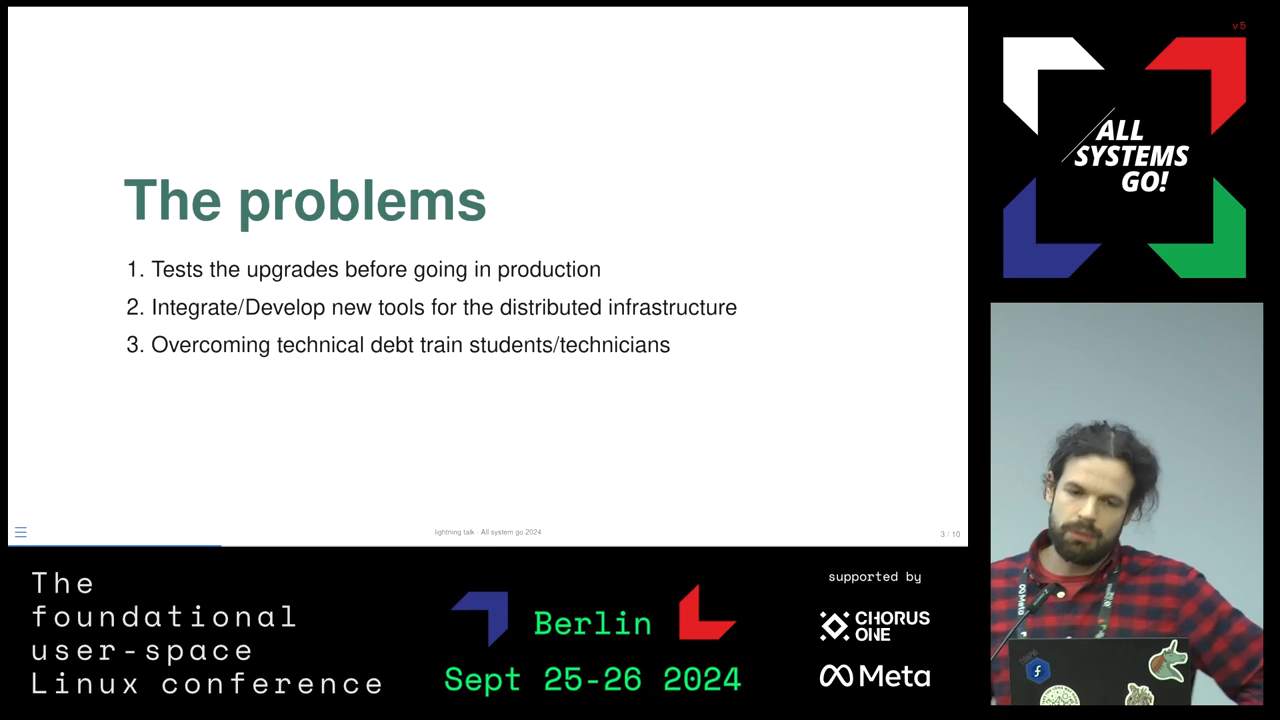 The problems
1. Tests the upgrades before going in production
2. Integrate/Develop new tools for the distributed infrastructure
3. Overcoming technical debt train students/technicians
lightning talk - All system go 2024
3 / 10
v5
ALL
SYSTEMS
GO!
The
foundational
user-space
Linux conference
Berlin
Sept 25-26 2024
supported by
CHORUS
ONE
Meta